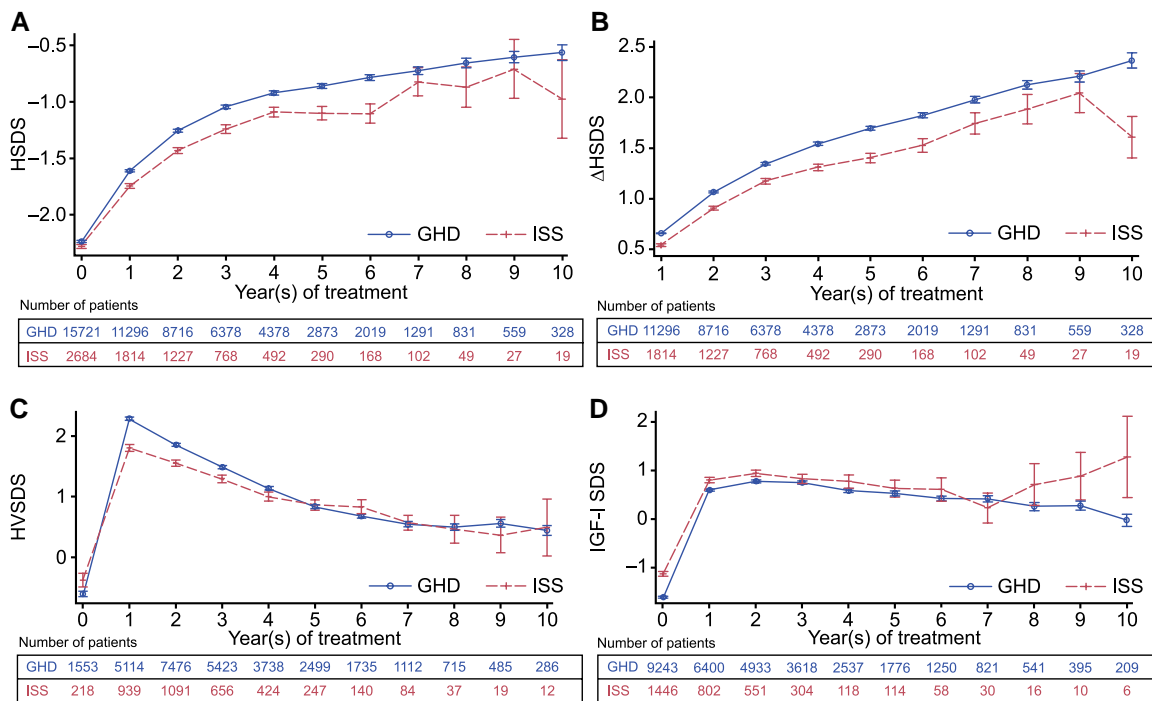 A
−0.5
−1.0
−1.5
−2.0
HSDS
GHD ISS
0 1 2 3 4 5 6 7 8 9 10
Year(s) of treatment
Number of patients
GHD 15721 11296 8716 6378 4378 2873 2019 1291 831 559 328
ISS 2684 1814 1227 768 492 290 168 102 49 27 19
B
2.5
2.0
1.5
1.0
0.5
ΔHSDS
GHD ISS
1 2 3 4 5 6 7 8 9 10
Year(s) of treatment
Number of patients
GHD 11296 8716 6378 4378 2873 2019 1291 831 559 328
ISS 1814 1227 768 492 290 168 102 49 27 19
C
2
1
0
HVSDS
GHD ISS
0 1 2 3 4 5 6 7 8 9 10
Year(s) of treatment
Number of patients
GHD 1553 5114 7476 5423 3738 2499 1735 1112 715 485 286
ISS 218 939 1091 656 424 247 140 84 37 19 12
D
2
1
0
−1
IGF-I SDS
GHD ISS
0 1 2 3 4 5 6 7 8 9 10
Year(s) of treatment
Number of patients
GHD 9243 6400 4933 3618 2537 1776 1250 821 541 395 209
ISS 1446 802 551 304 118 114 58 30 16 10 6